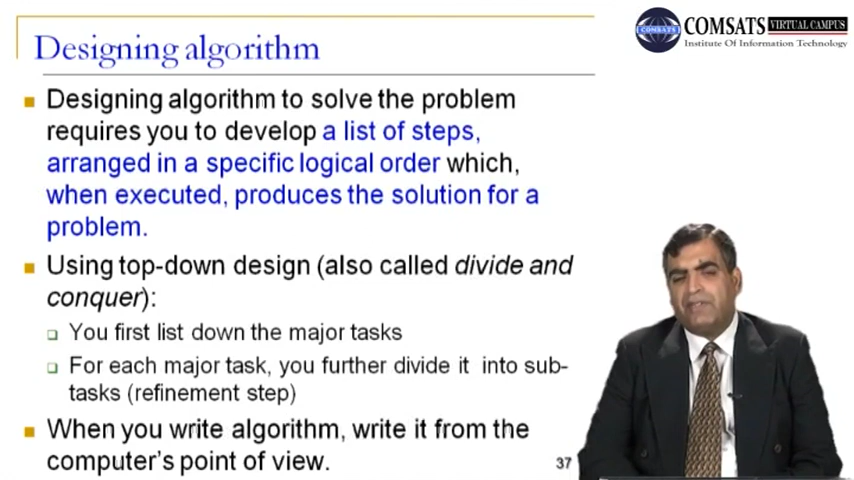 Designing algorithm
COMSATS VIRTUAL CAMPUS
Institute Of Information Technology
COMSATS
Designing algorithm to solve the problem
requires you to develop a list of steps,
arranged in a specific logical order which,
when executed, produces the solution for a
problem.
Using top-down design (also called divide and
conquer):
You first list down the major tasks
For each major task, you further divide it into sub-
tasks (refinement step)
When you write algorithm, write it from the
computer's point of view.
37